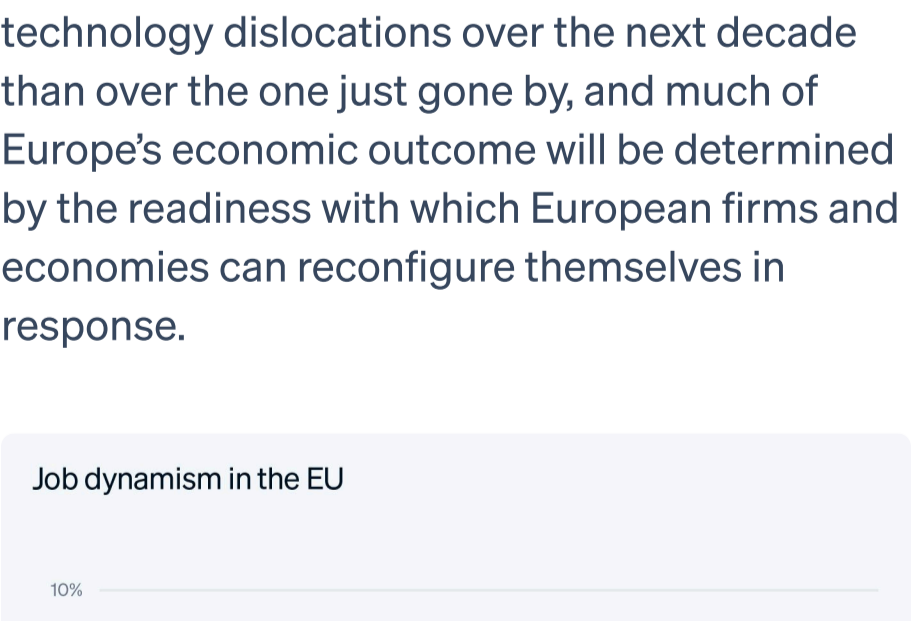 technology dislocations over the next decade
than over the one just gone by, and much of
Europe’s economic outcome will be determined
by the readiness with which European firms and
economies can reconfigure themselves in
response.
Job dynamism in the EU
10%